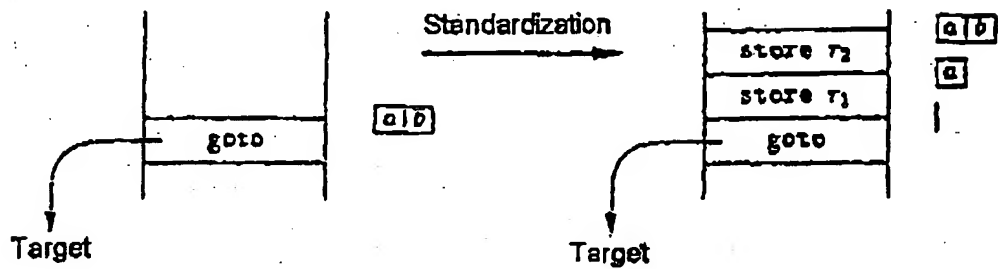 Standardization
a b
store r2
a
store r1
a b
goto
goto
Target
Target